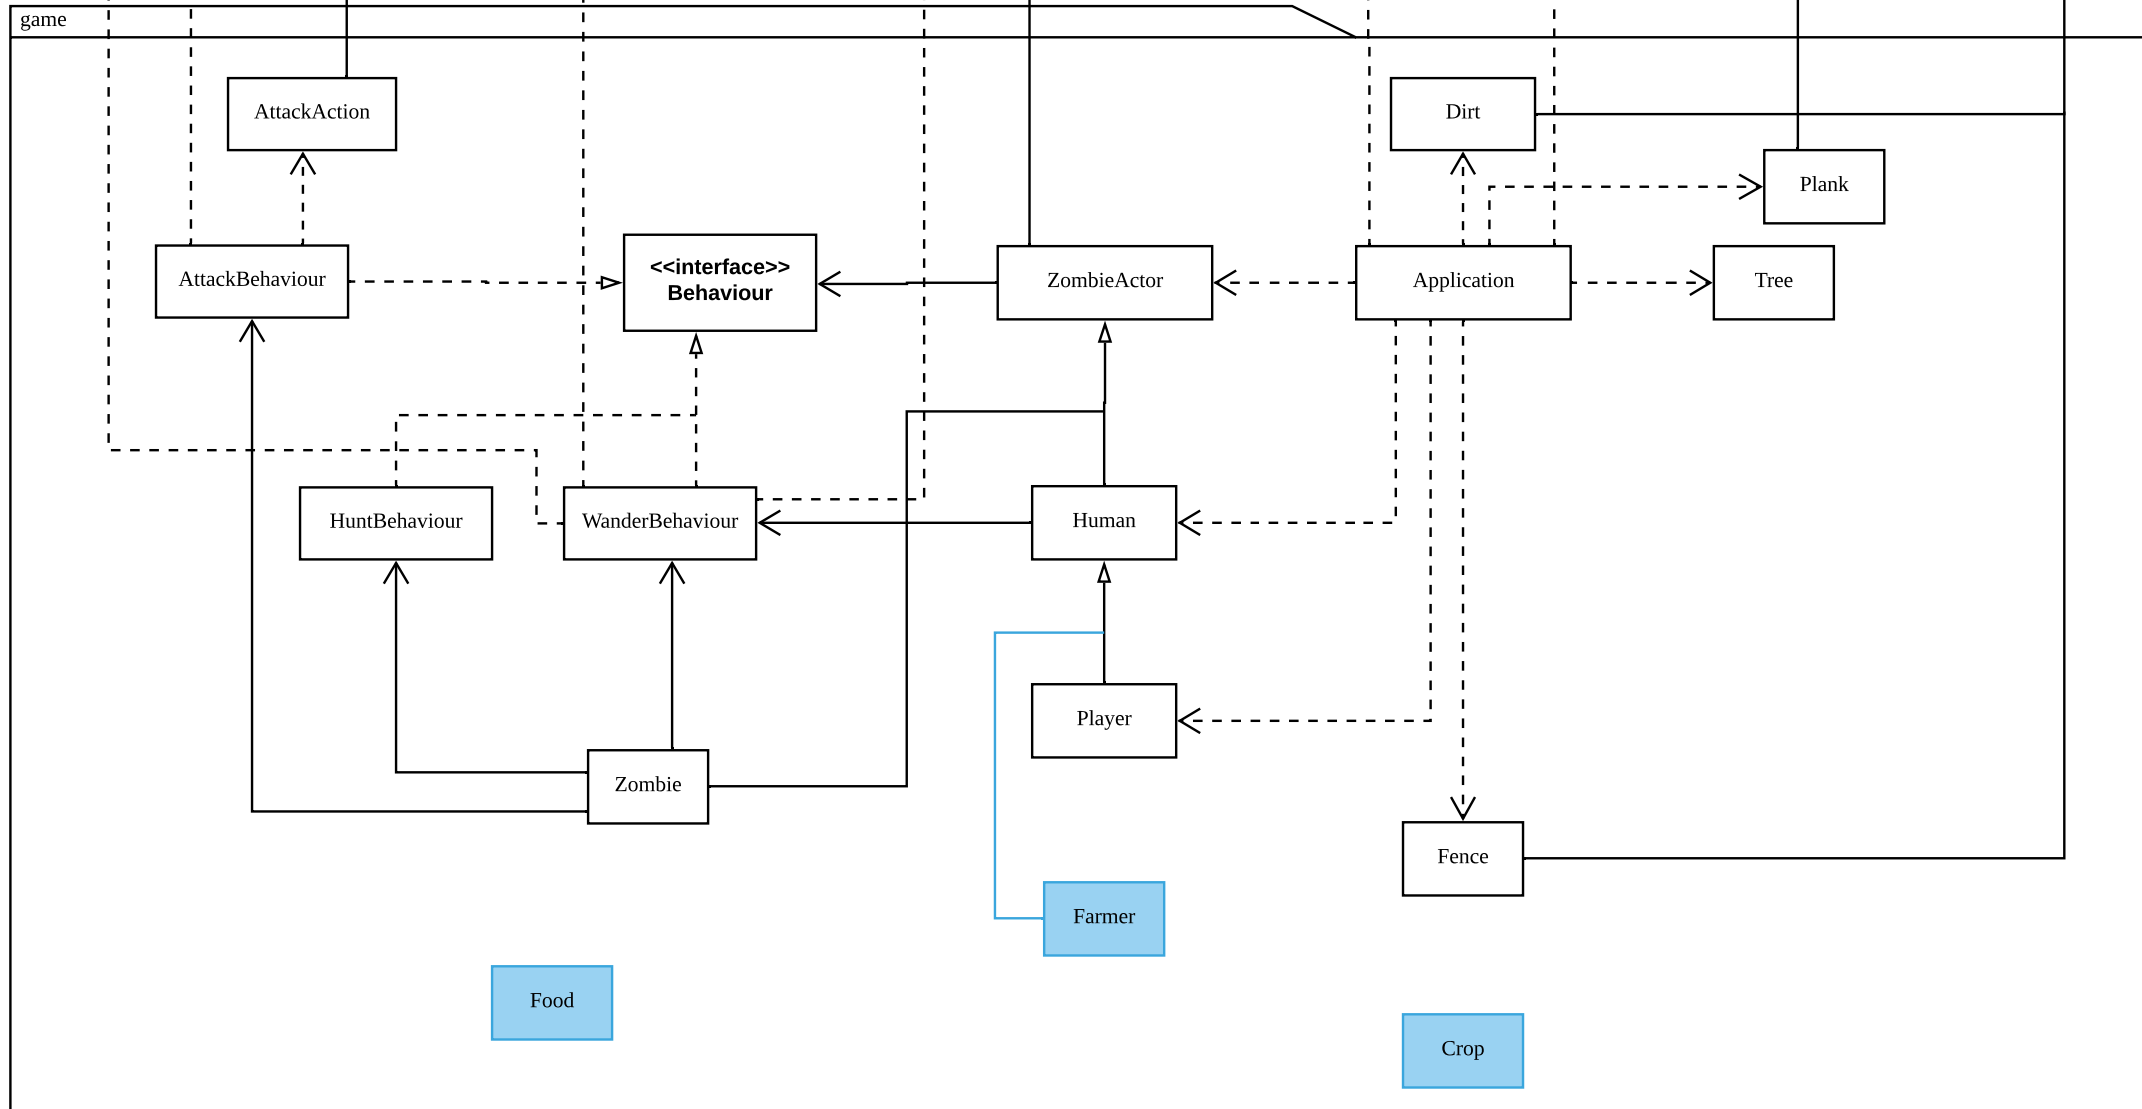 game
AttackAction
Dirt
Plank
AttackBehaviour
<<interface>>
Behaviour
ZombieActor
Application
Tree
HuntBehaviour
WanderBehaviour
Human
Player
Zombie
Fence
Farmer
Food
Crop